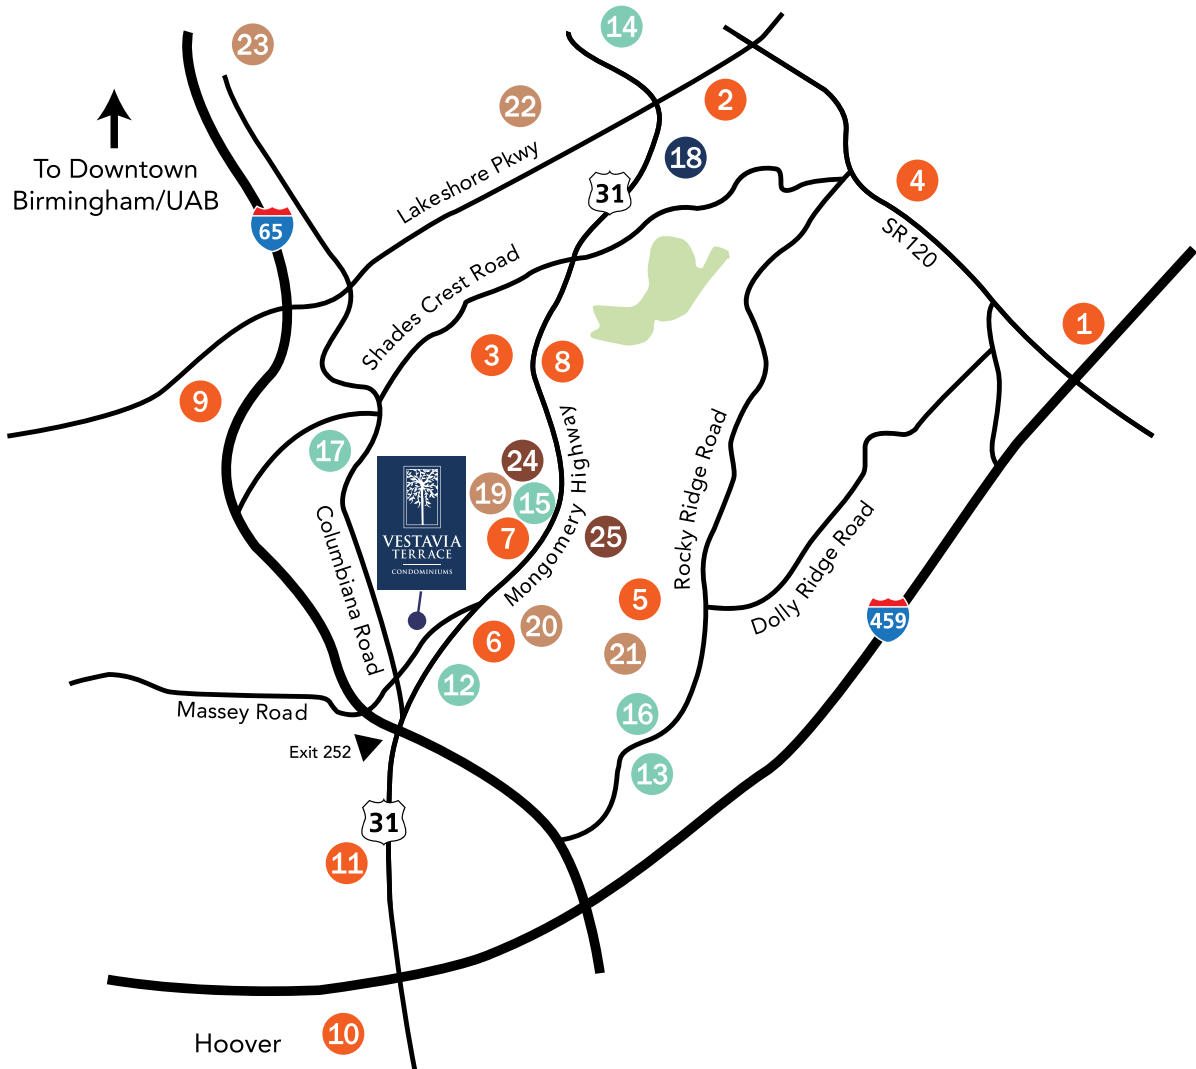 14
23
2
22
To Downtown
Birmingham/UAB
18
Lakeshore Pkwy
4
31
65
SR 120
Shades Crest Road
1
3
8
9
Montgomery Highway
Rocky Ridge Road
17
24
19
15
7
25
Columbiana Road
VESTAVIA
TERRACE
CONDOMINIUMS
Dolly Ridge Road
5
459
20
6
21
12
16
Massey Road
Exit 252
13
31
11
Hoover
10